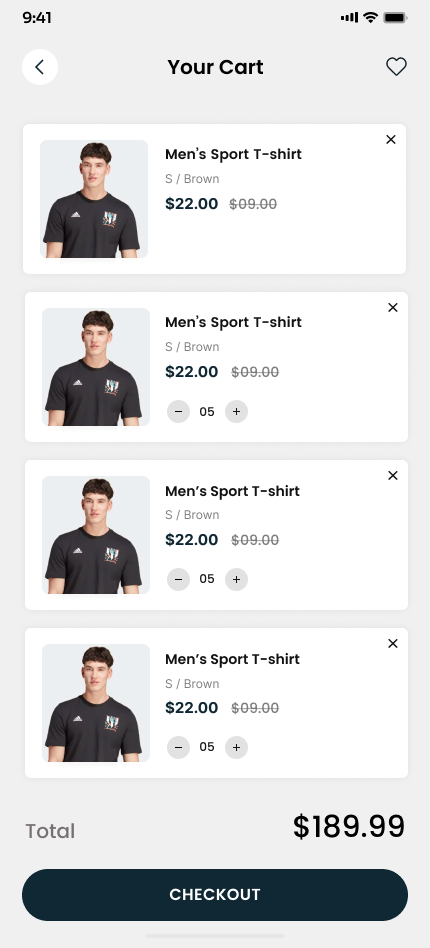 9:41
Your Cart
Men's Sport T-shirt
S / Brown
$22.00 $09.00
Men's Sport T-shirt
S / Brown
$22.00 $09.00
− 05 +
Men’s Sport T-shirt
S / Brown
$22.00 $09.00
− 05 +
Men’s Sport T-shirt
S / Brown
$22.00 $09.00
− 05 +
Total $189.99
CHECKOUT